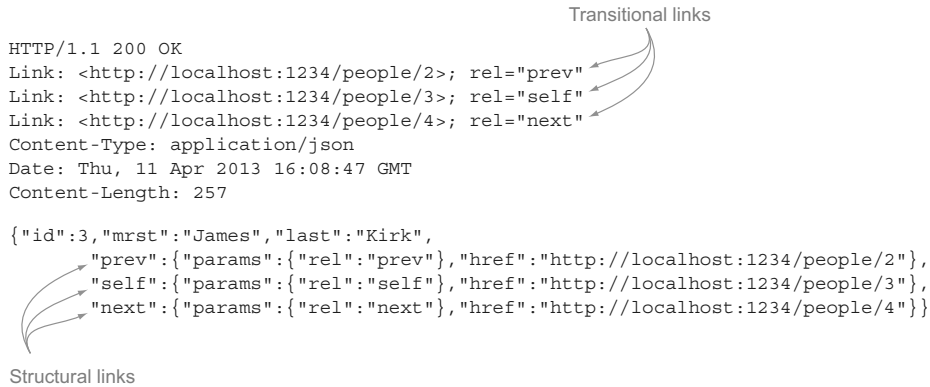 Transitional links
HTTP/1.1 200 OK
Link: <http://localhost:1234/people/2>; rel="prev"
Link: <http://localhost:1234/people/3>; rel="self"
Link: <http://localhost:1234/people/4>; rel="next"
Content-Type: application/json
Date: Thu, 11 Apr 2013 16:08:47 GMT
Content-Length: 257
{"id":3,"mrst":"James","last":"Kirk",
"prev":{"params":{"rel":"prev"},"href":"http://localhost:1234/people/2"},
"self":{"params":{"rel":"self"},"href":"http://localhost:1234/people/3"},
"next":{"params":{"rel":"next"},"href":"http://localhost:1234/people/4"}}
Structural links